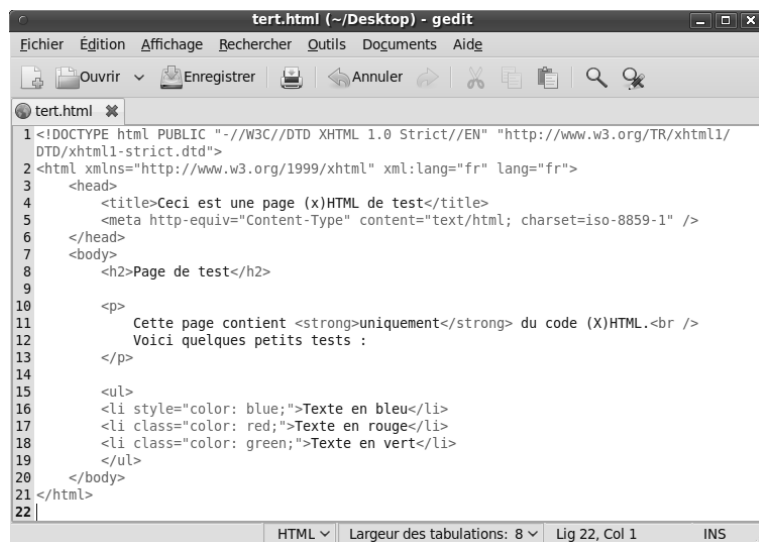 tert.html (~/Desktop) - gedit
Fichier Édition Affichage Rechercher Outils Documents Aide
Ouvrir Enregistrer Annuler
tert.html
1 <!DOCTYPE html PUBLIC "-//W3C//DTD XHTML 1.0 Strict//EN" "http://www.w3.org/TR/xhtml1/
DTD/xhtml1-strict.dtd">
2 <html xmlns="http://www.w3.org/1999/xhtml" xml:lang="fr" lang="fr">
3 <head>
4 <title>Ceci est une page (x)HTML de test</title>
5 <meta http-equiv="Content-Type" content="text/html; charset=iso-8859-1" />
6 </head>
7 <body>
8 <h2>Page de test</h2>
9
10 <p>
11 Cette page contient <strong>uniquement</strong> du code (X)HTML.<br />
12 Voici quelques petits tests :
13 </p>
14
15 <ul>
16 <li style="color: blue;">Texte en bleu</li>
17 <li class="color: red;">Texte en rouge</li>
18 <li class="color: green;">Texte en vert</li>
19 </ul>
20 </body>
21 </html>
22
HTML Largeur des tabulations: 8 Lig 22, Col 1 INS